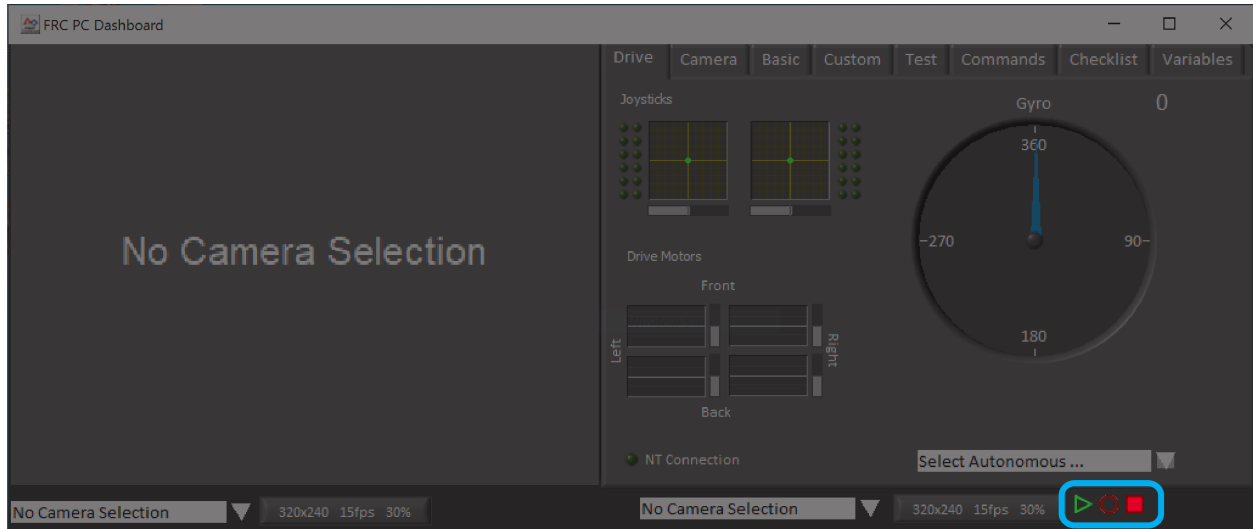 FRC PC Dashboard
Drive Camera Basic Custom Test Commands Checklist Variables
Joysticks
Gyro 0
360
No Camera Selection
270 90
Drive Motors
Front
Left
Right
180
Back
NT Connection
Select Autonomous ...
No Camera Selection 320x240 15fps 30%
No Camera Selection 320x240 15fps 30%